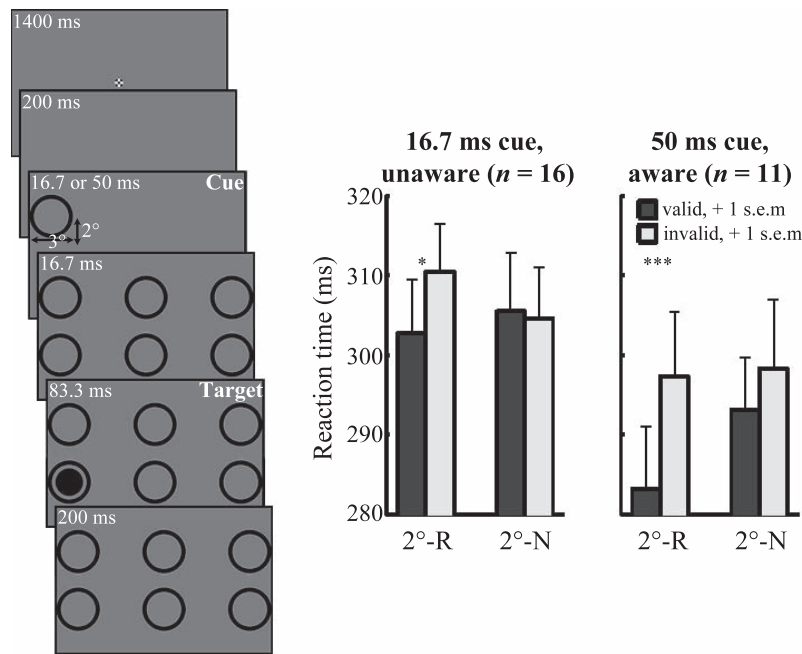 1400 ms
200 ms
16.7 or 50 ms Cue
2°
3°
16.7 ms
83.3 ms Target
200 ms
16.7 ms cue,
unaware (n = 16)
50 ms cue,
aware (n = 11)
valid, + 1 s.e.m
invalid, + 1 s.e.m
*
***
Reaction time (ms)
320
310
300
290
280
2°-R 2°-N
2°-R 2°-N